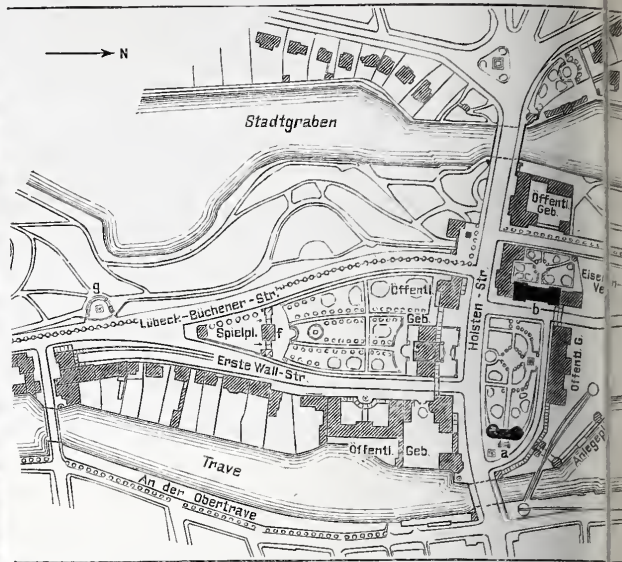 N
Stadtgraben
Öffentl.
Geb.
Holsten - Str.
g
Lübeck-Büchener-Str.
Öffentl.
Geb.
b
Spielpl.
f
Erste Wall-Str.
Öffentl. G.
a
Öffentl.
Geb.
Trave
An der Obertrave